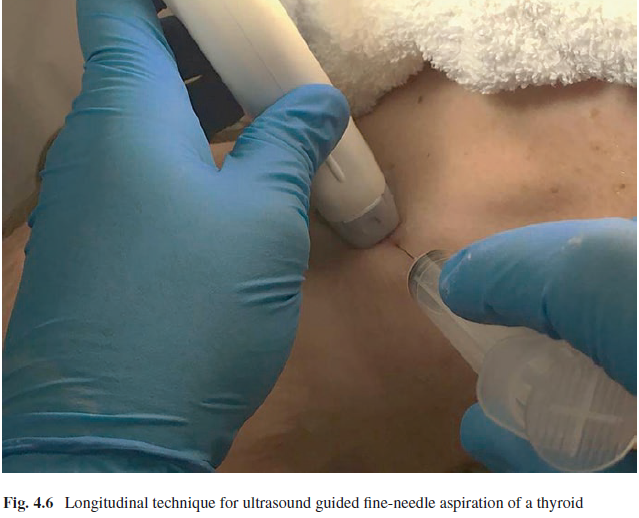 Fig. 4.6 Longitudinal technique for ultrasound guided fine-needle aspiration of a thyroid